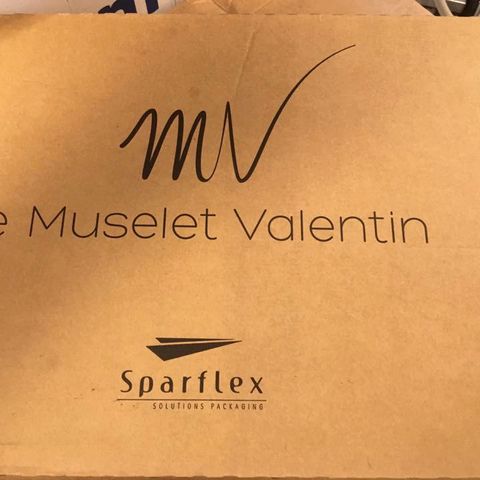 mV
e Muselet Valentin
Sparflex
SOLUTIONS PACKAGING